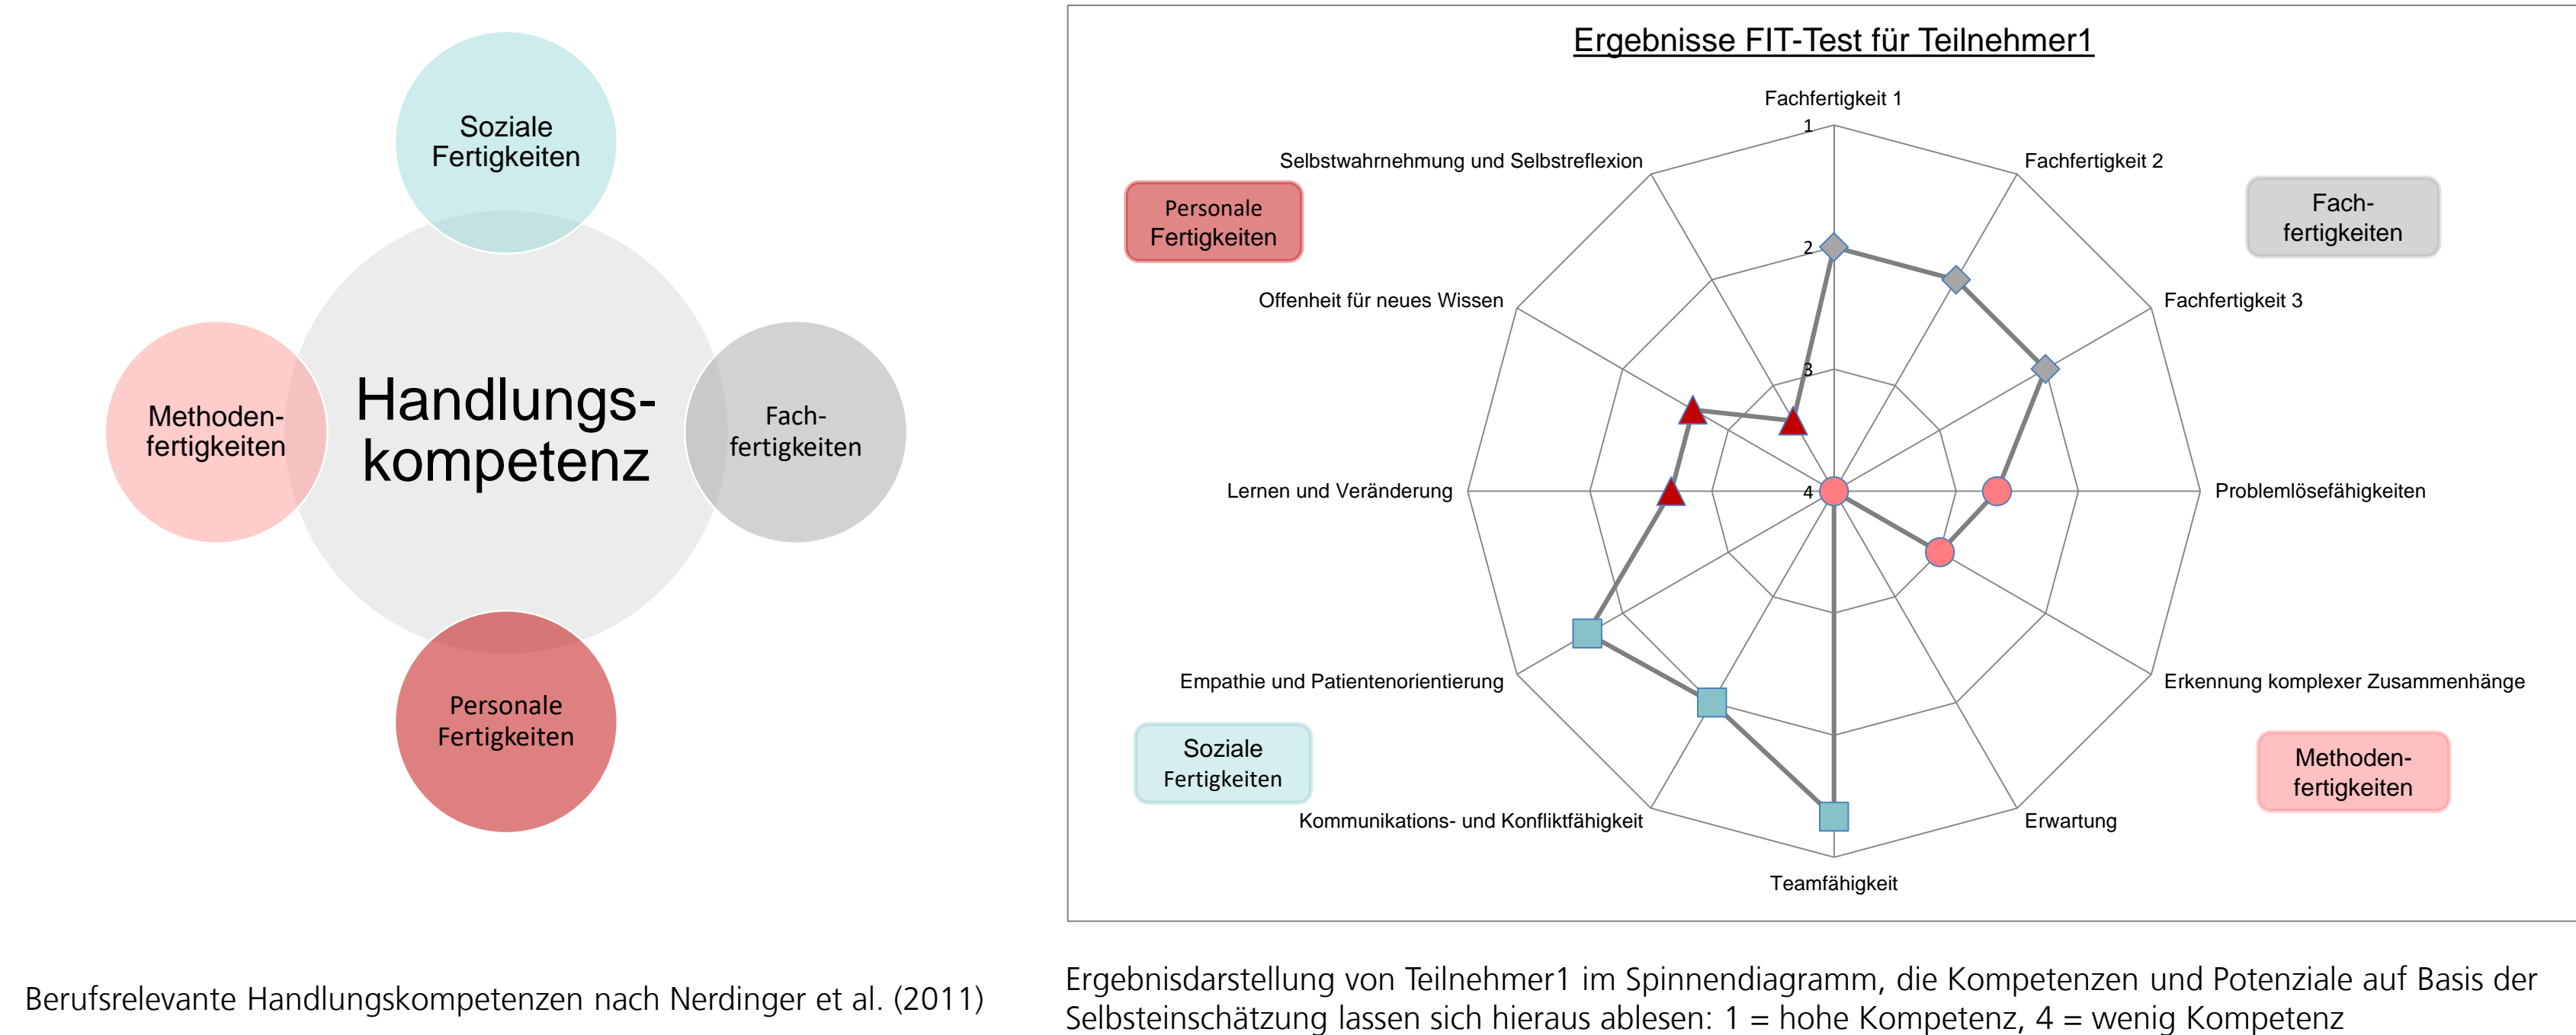 Soziale
Fertigkeiten
Methoden-
fertigkeiten
Handlungs-
kompetenz
Fach-
fertigkeiten
Personale
Fertigkeiten
Berufsrelevante Handlungskompetenzen nach Nerdinger et al. (2011)
Ergebnisse FIT-Test für Teilnehmer1
Fachfertigkeit 1
1
Selbstwahrnehmung und Selbstreflexion
Fachfertigkeit 2
Personale
Fertigkeiten
Fach-
fertigkeiten
2
Offenheit für neues Wissen
Fachfertigkeit 3
3
Lernen und Veränderung
4
Problemlösefähigkeiten
Empathie und Patientenorientierung
Erkennung komplexer Zusammenhänge
Soziale
Fertigkeiten
Methoden-
fertigkeiten
Kommunikations- und Konfliktfähigkeit
Erwartung
Teamfähigkeit
Ergebnisdarstellung von Teilnehmer1 im Spinnendiagramm, die Kompetenzen und Potenziale auf Basis der
Selbsteinschätzung lassen sich hieraus ablesen: 1 = hohe Kompetenz, 4 = wenig Kompetenz